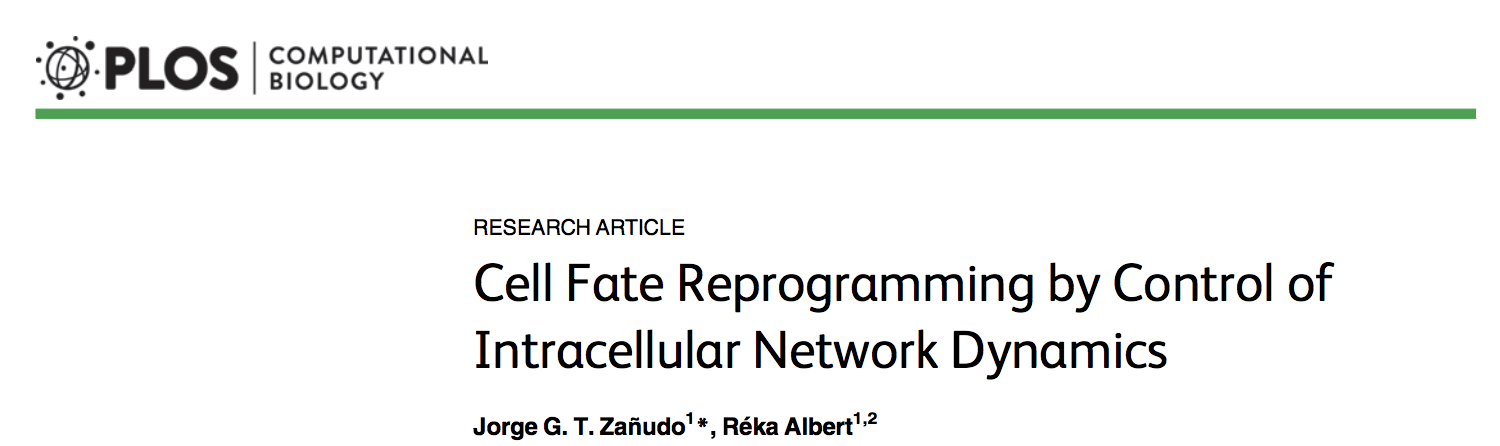 PLOS
COMPUTATIONAL
BIOLOGY
RESEARCH ARTICLE
Cell Fate Reprogramming by Control of
Intracellular Network Dynamics
Jorge G. T. Zañudo1*, Réka Albert1,2